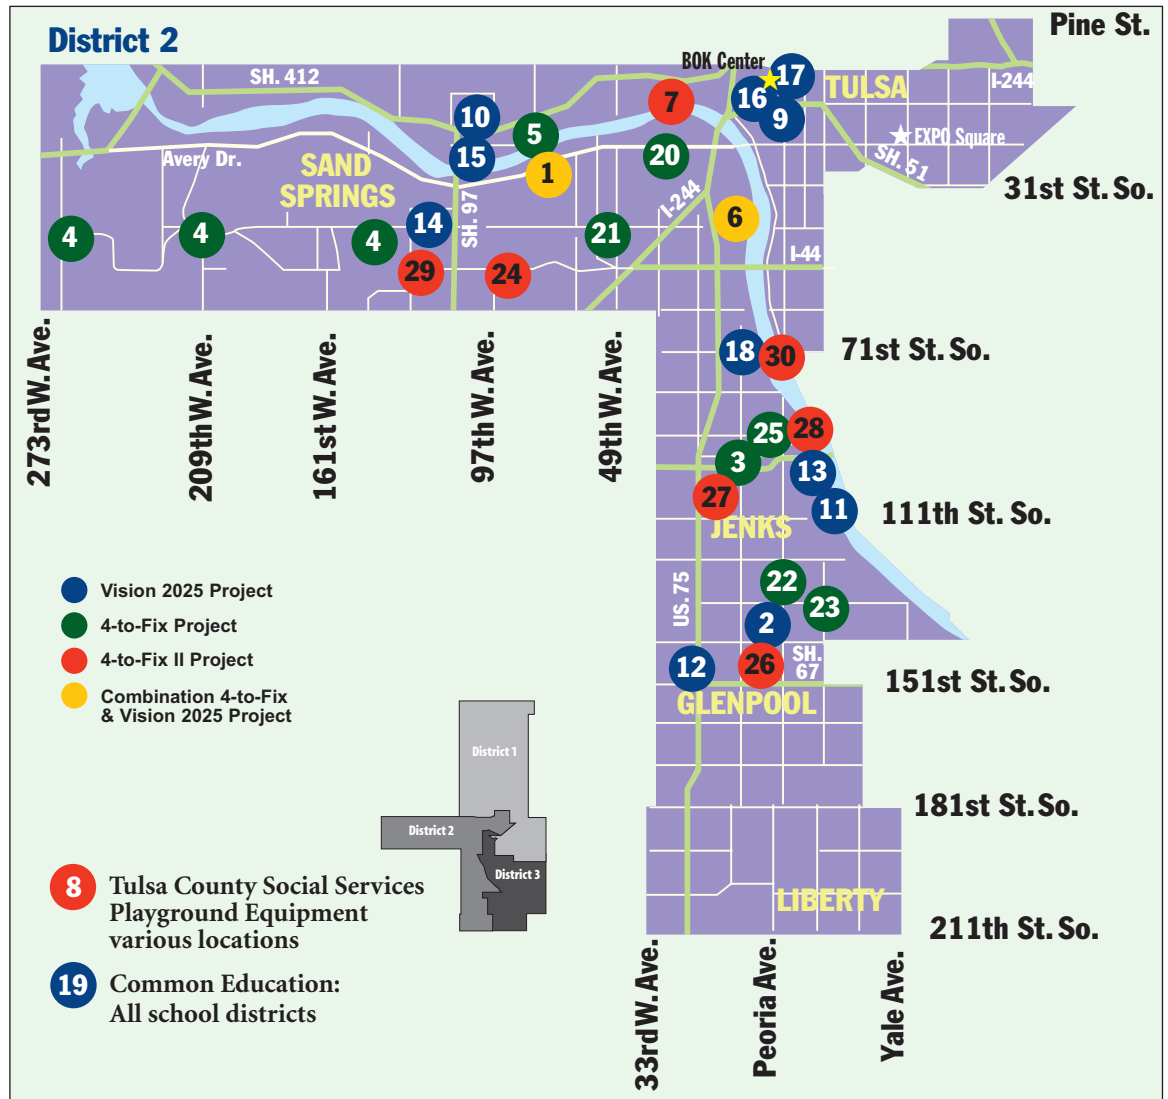 District 2
Pine St.
BOK Center
17
SH. 412
TULSA
I-244
7
16
9
10
5
EXPO Square
Avery Dr.
15
20
SH. 51
SAND
SPRINGS
1
31st St. So.
I-244
4
4
4
14
SH. 97
21
6
I-44
29
24
273rd W. Ave.
209th W. Ave.
161st W. Ave.
97th W. Ave.
49th W. Ave.
18
30
71st St. So.
25
28
3
13
27
11
111th St. So.
JENKS
Vision 2025 Project
4-to-Fix Project
4-to-Fix II Project
Combination 4-to-Fix
& Vision 2025 Project
US. 75
22
23
2
12
26
SH.
67
151st St. So.
GLENPOOL
District 1
District 2
District 3
181st St. So.
LIBERTY
211th St. So.
8
Tulsa County Social Services
Playground Equipment
various locations
19
Common Education:
All school districts
33rd W. Ave.
Peoria Ave.
Yale Ave.